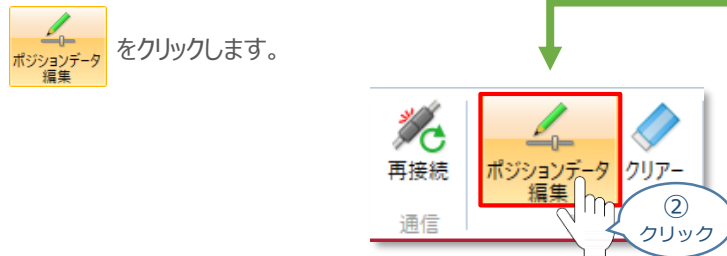 ポジションデータ
編集
をクリックします。
再接続
ポジションデータ
編集
クリアー
通信
②
クリック